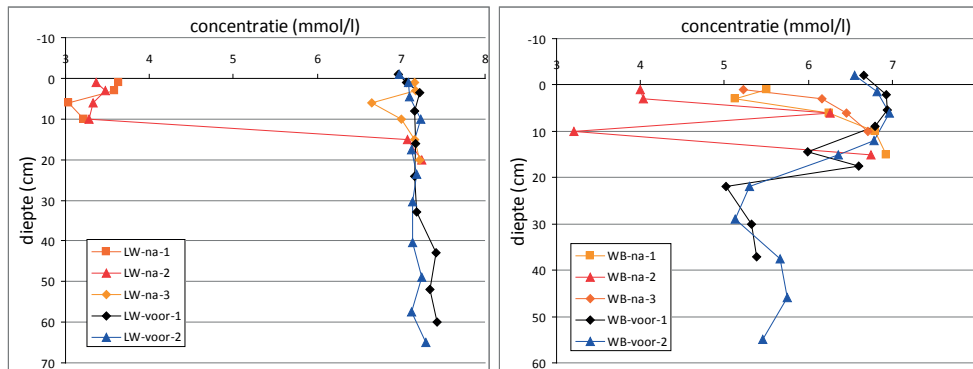 concentratie (mmol/l)
-10
3 4 5 6 7 8
0
10
20
30
40
50
60
70
diepte (cm)
LW-na-1
LW-na-2
LW-na-3
LW-voor-1
LW-voor-2
concentratie (mmol/l)
-10
3 4 5 6 7
0
10
20
30
40
50
60
diepte (cm)
WB-na-1
WB-na-2
WB-na-3
WB-voor-1
WB-voor-2